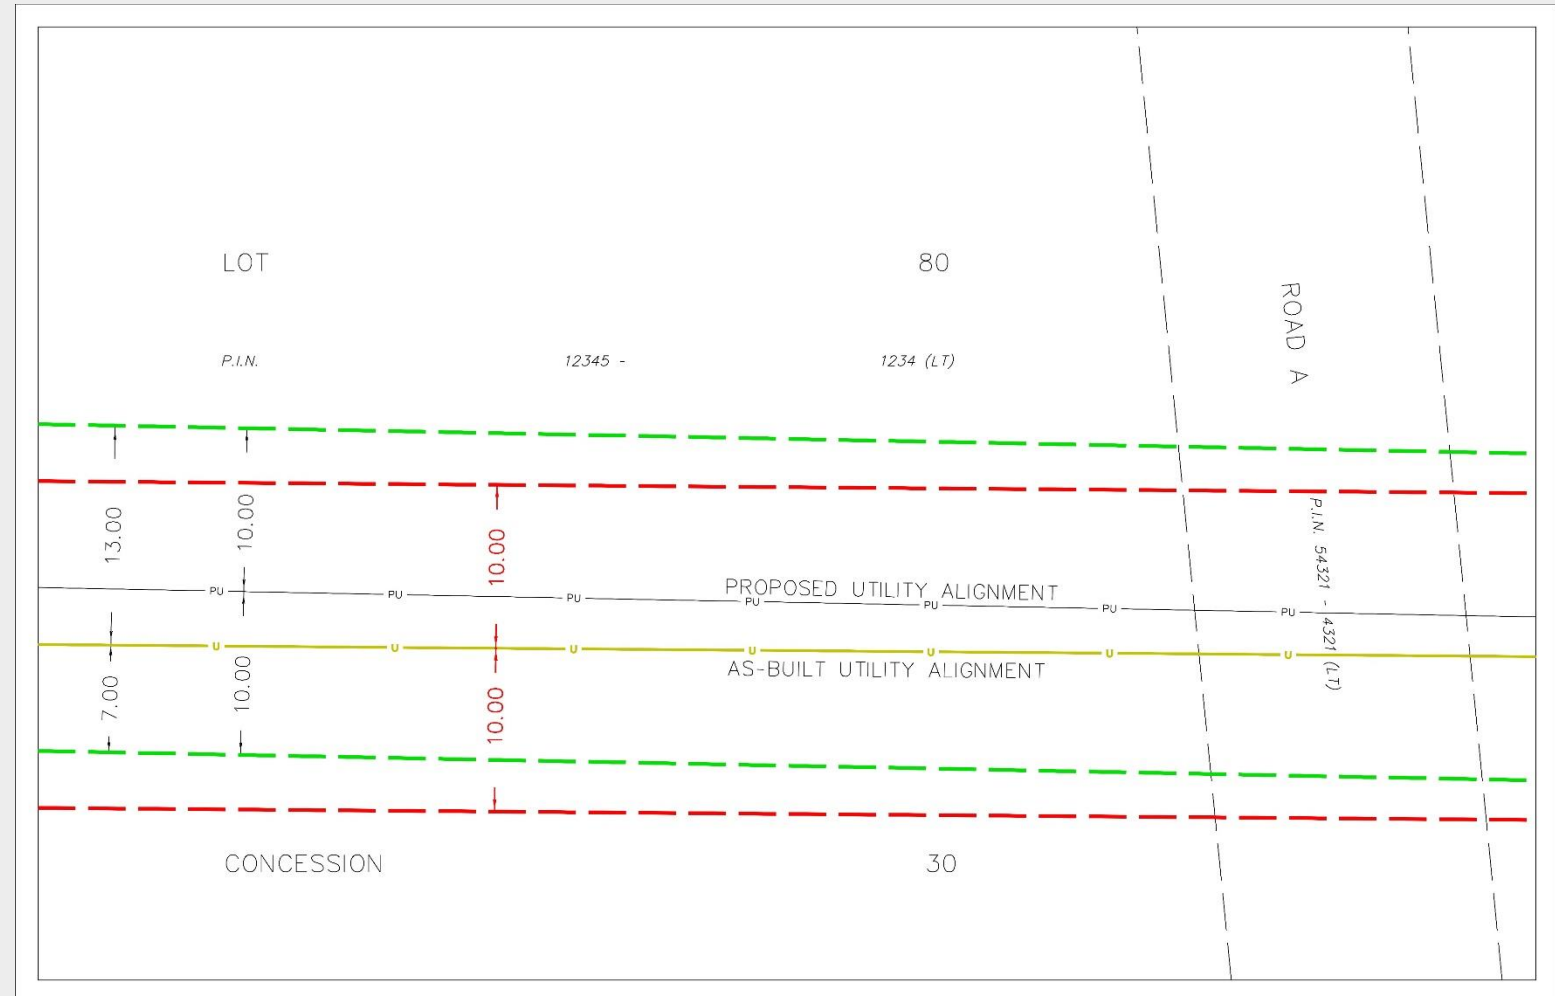 LOT 80
ROAD A
P.I.N. 12345 - 1234 (LT)
13.00
10.00
10.00
P.I.N. 54321 - 4321 (LT)
PROPOSED UTILITY ALIGNMENT
PU PU PU PU PU PU PU
U U U U U U U
AS-BUILT UTILITY ALIGNMENT
7.00
10.00
10.00
CONCESSION 30